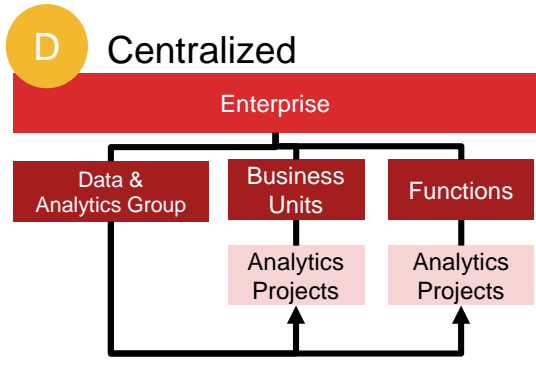 D
Centralized
Enterprise
Data &
Analytics Group
Business
Units
Functions
Analytics
Projects
Analytics
Projects